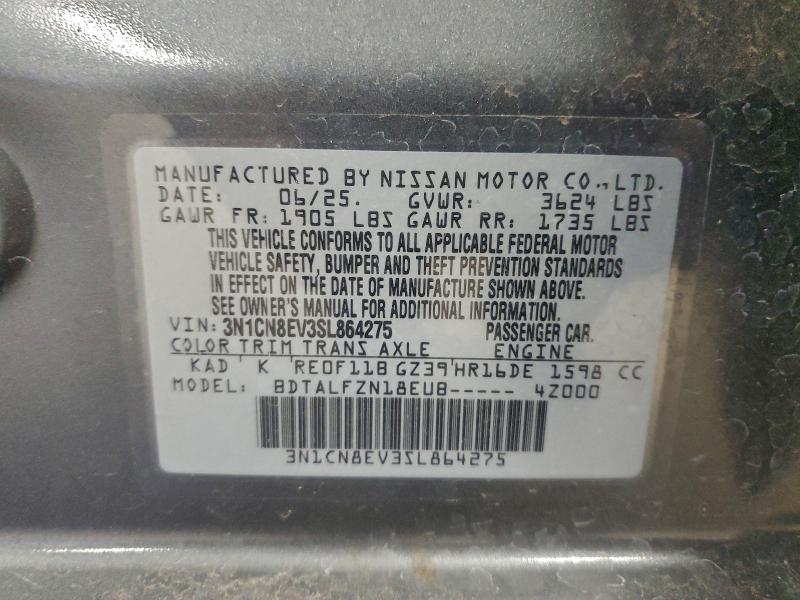 MANUFACTURED BY NISSAN MOTOR CO., LTD.
DATE: 06/25. GVWR: 3624 LBS
GAWR FR: 1905 LBS GAWR RR: 1735 LBS
THIS VEHICLE CONFORMS TO ALL APPLICABLE FEDERAL MOTOR
VEHICLE SAFETY, BUMPER AND THEFT PREVENTION STANDARDS
IN EFFECT ON THE DATE OF MANUFACTURE SHOWN ABOVE.
SEE OWNER'S MANUAL FOR ADDITIONAL INFORMATION.
VIN: 3N1CN8EV3SL864275 PASSENGER CAR.
COLOR TRIM TRANS AXLE ENGINE
KAD ' K 'RE0F11B GZ39'HR16DE 1598 CC
MODEL: BDTALFZN18EUB----- 4Z000
3N1CN8EV3SL864275